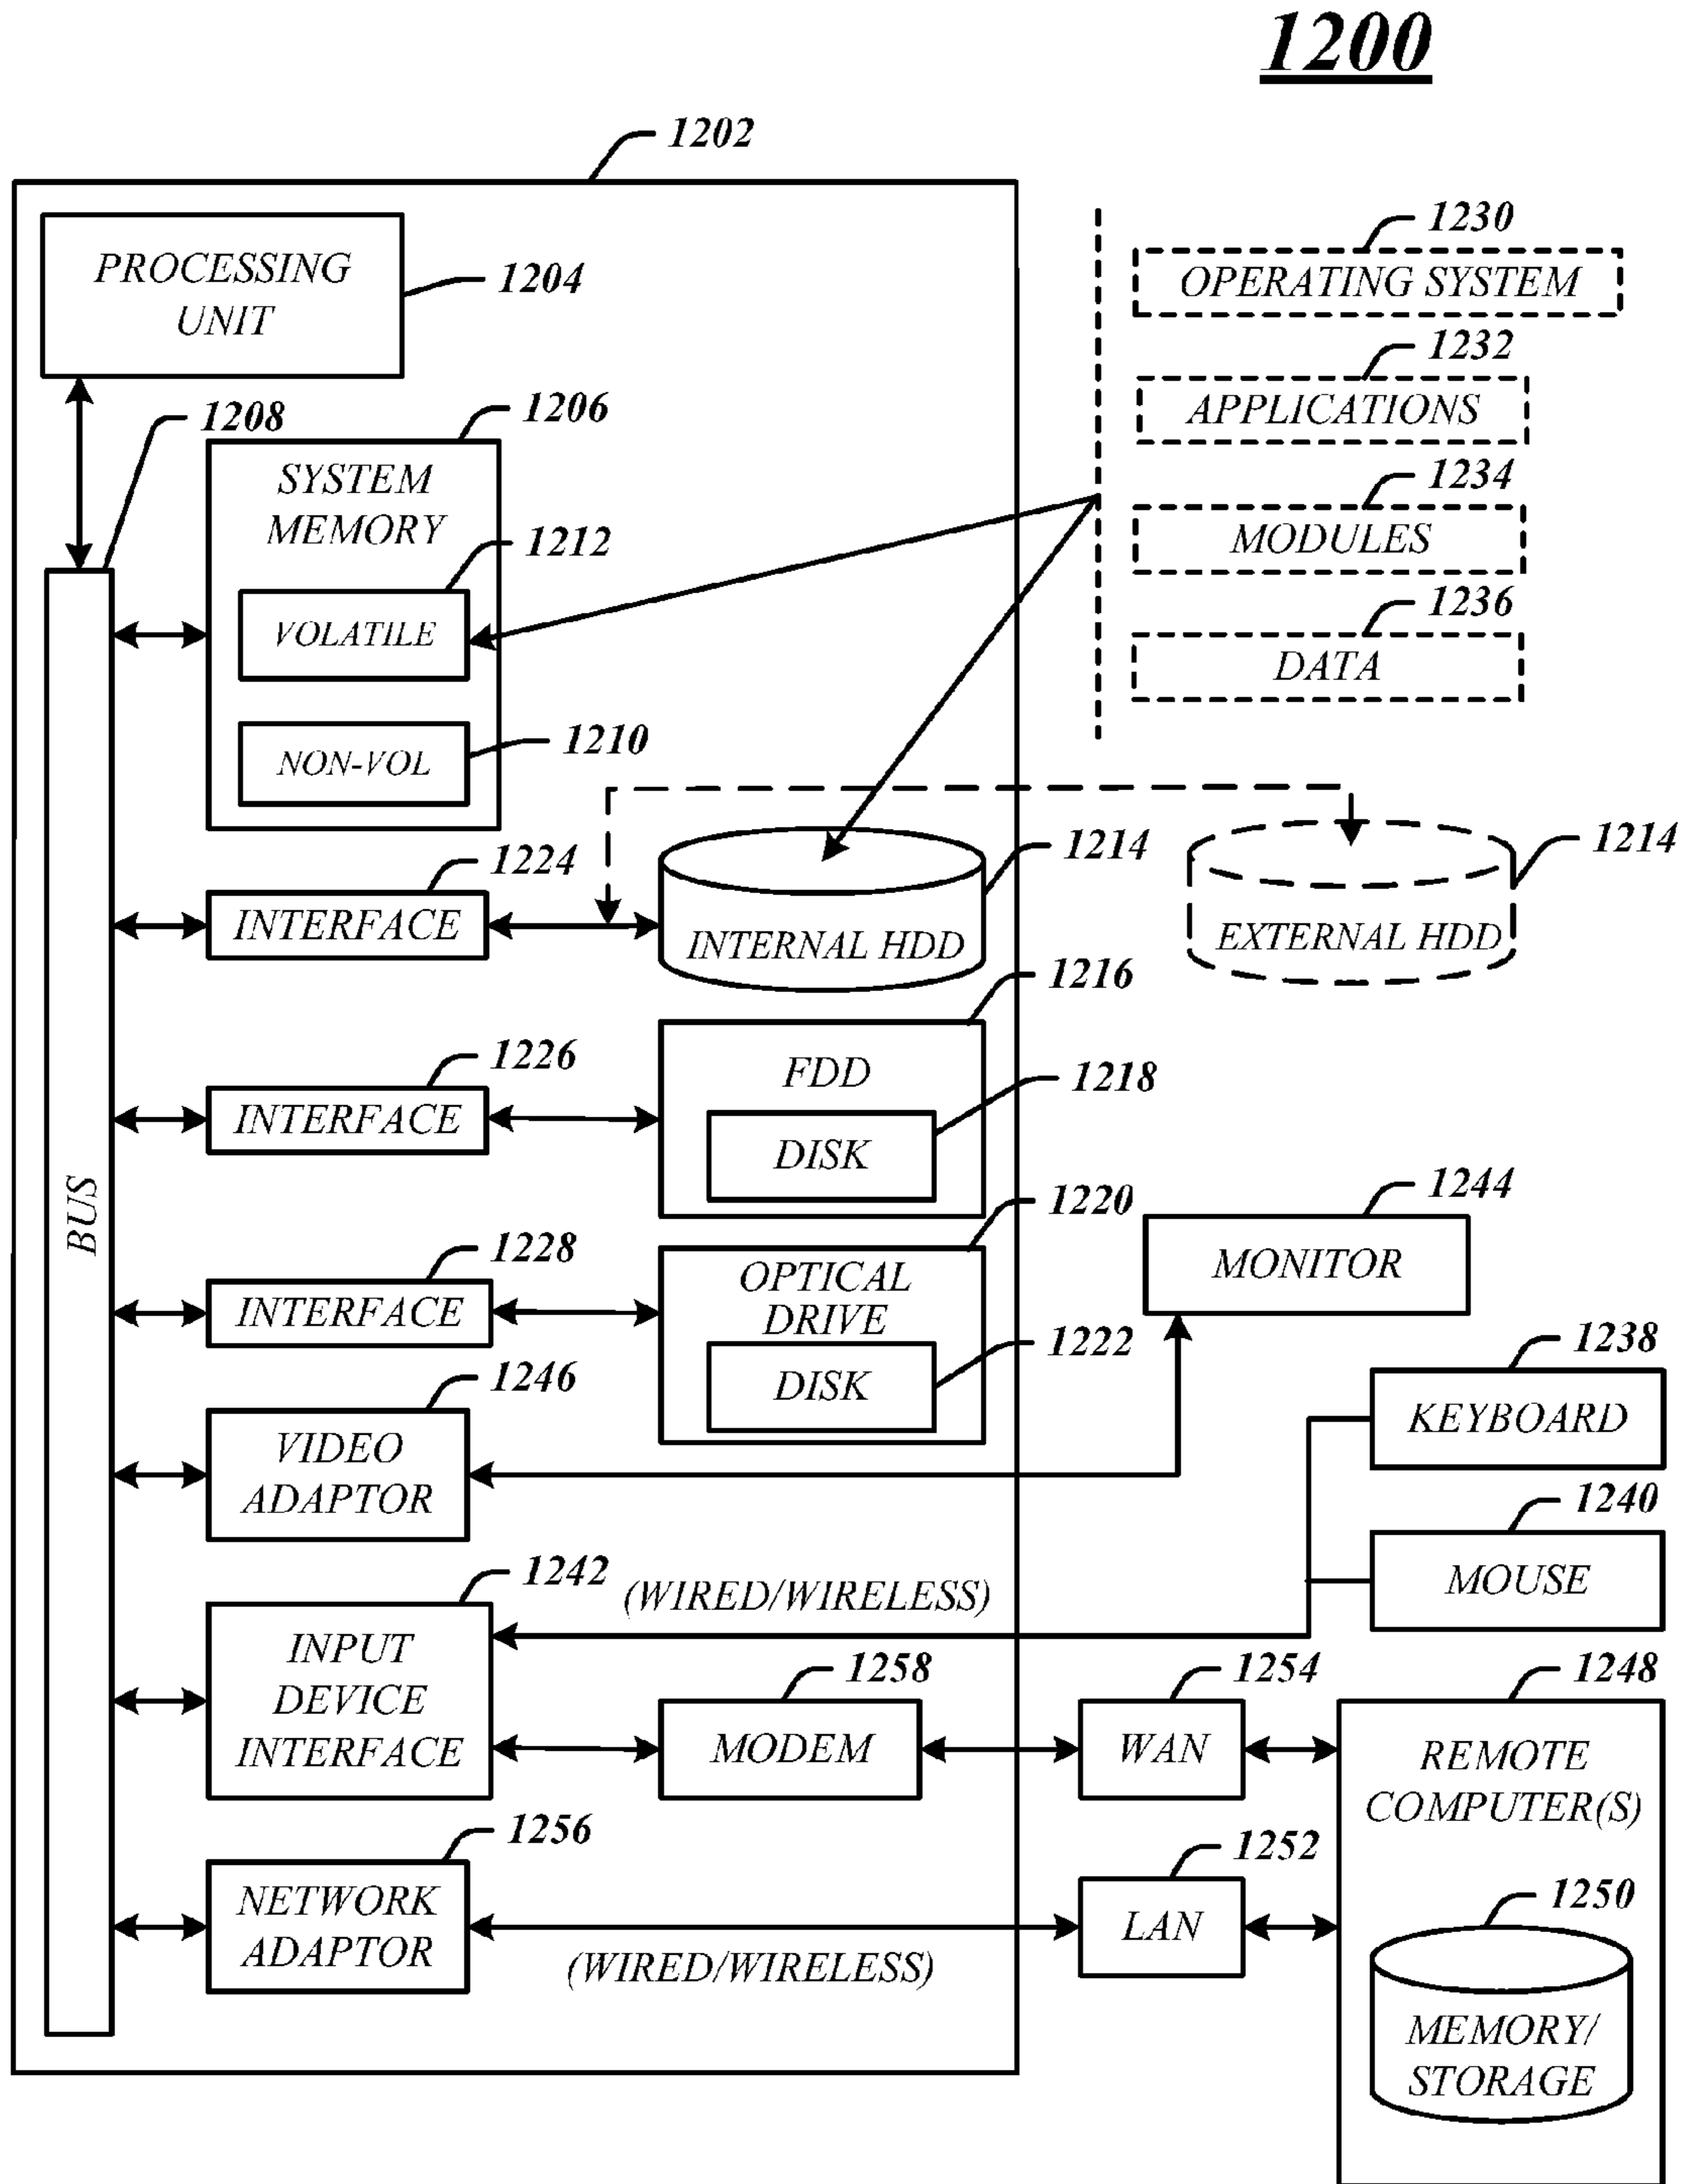 1200
1202
PROCESSING
UNIT
1204
1230
OPERATING SYSTEM
1232
APPLICATIONS
1234
MODULES
1236
DATA
1208
1206
SYSTEM
MEMORY
1212
VOLATILE
1210
NON-VOL
1224
INTERFACE
1214
INTERNAL HDD
1214
EXTERNAL HDD
1226
INTERFACE
1216
FDD
1218
DISK
BUS
1228
INTERFACE
1220
OPTICAL
DRIVE
1222
DISK
1244
MONITOR
1246
VIDEO
ADAPTOR
1238
KEYBOARD
1240
MOUSE
1242
INPUT
DEVICE
INTERFACE
(WIRED/WIRELESS)
1258
MODEM
1254
WAN
1248
REMOTE
COMPUTER(S)
1256
NETWORK
ADAPTOR
(WIRED/WIRELESS)
1252
LAN
1250
MEMORY/
STORAGE